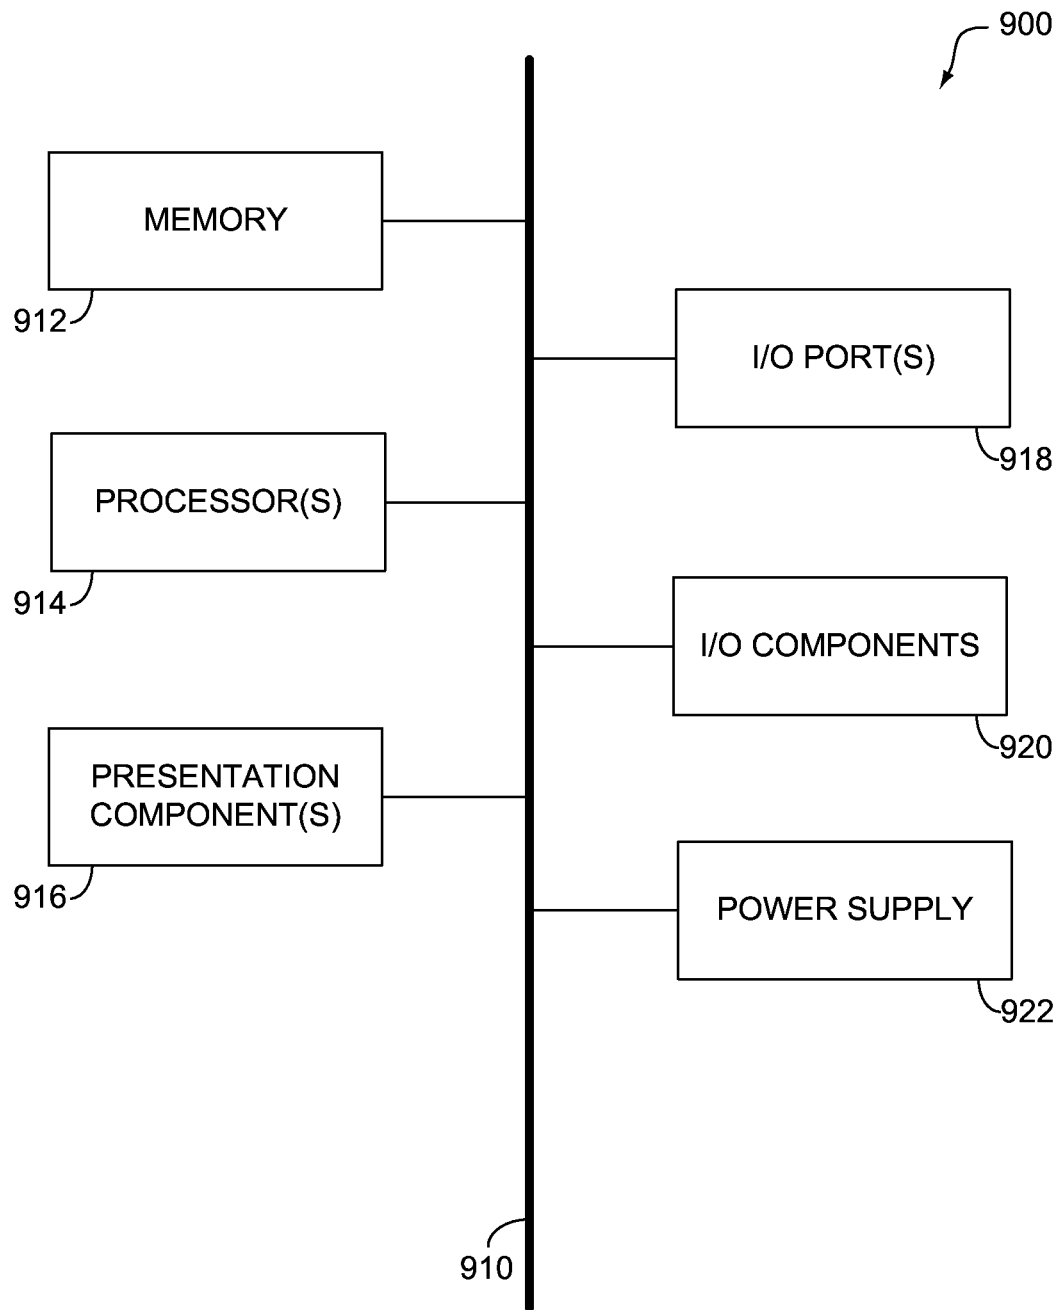 900
MEMORY
912
I/O PORT(S)
918
PROCESSOR(S)
914
I/O COMPONENTS
920
PRESENTATION
COMPONENT(S)
916
POWER SUPPLY
922
910